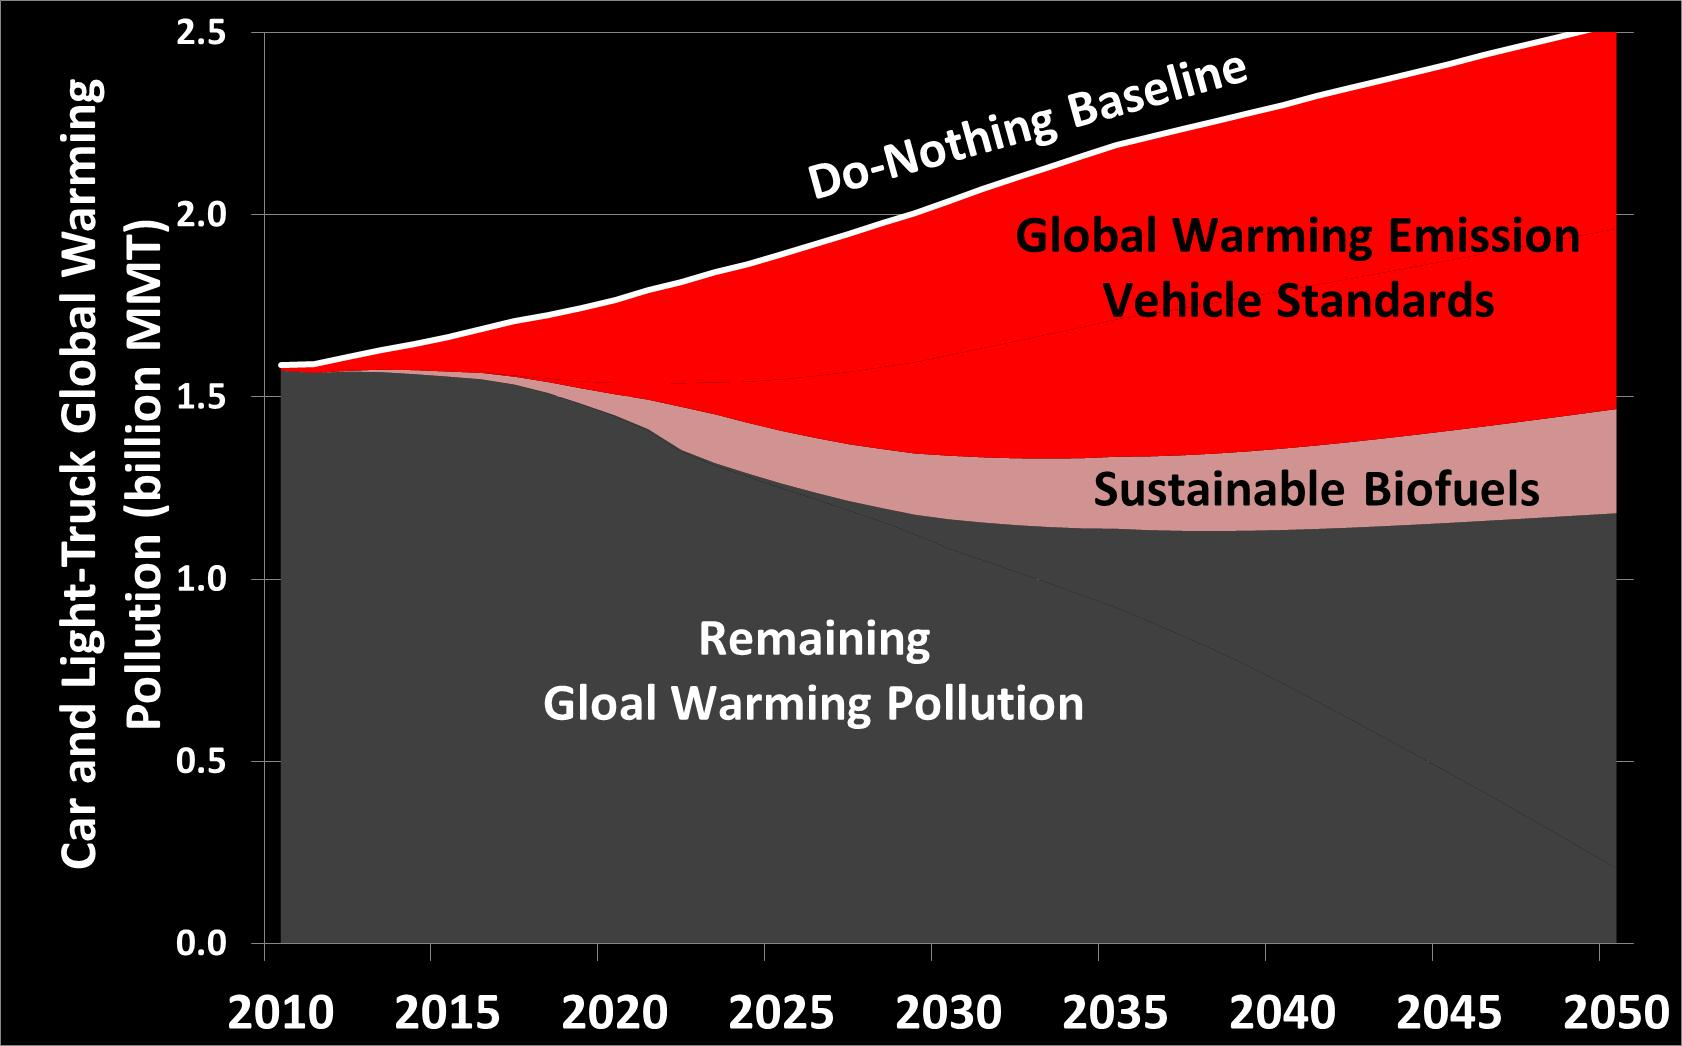 Car and Light-Truck Global Warming
Pollution (billion MMT)
2.5
2.0
1.5
1.0
0.5
0.0
Do-Nothing Baseline
Global Warming Emission
Vehicle Standards
Sustainable Biofuels
Remaining
Gloal Warming Pollution
2010 2015 2020 2025 2030 2035 2040 2045 2050